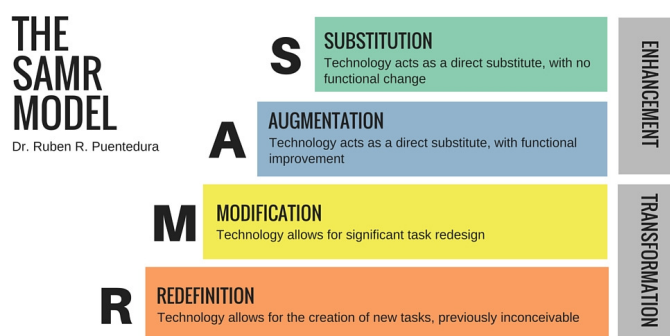 THE
SAMR
MODEL
Dr. Ruben R. Puentedura
S
SUBSTITUTION
Technology acts as a direct substitute, with no
functional change
A
AUGMENTATION
Technology acts as a direct substitute, with functional
improvement
ENHANCEMENT
M
MODIFICATION
Technology allows for significant task redesign
R
REDEFINITION
Technology allows for the creation of new tasks, previously inconceivable
TRANSFORMATION